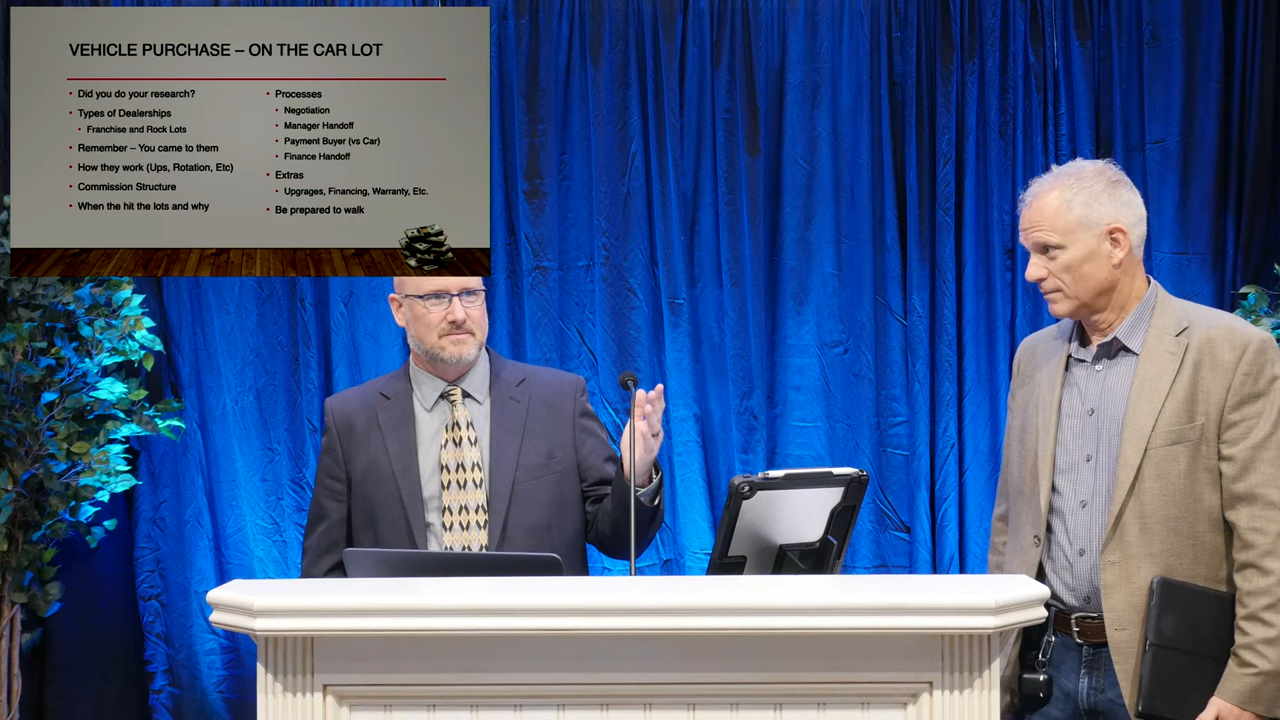 VEHICLE PURCHASE – ON THE CAR LOT
• Did you do your research?
• Types of Dealerships
• Franchise and Rock Lots
• Remember – You came to them
• How they work (Ups, Rotation, Etc)
• Commission Structure
• When the hit the lots and why
• Processes
• Negotiation
• Manager Handoff
• Payment Buyer (vs Car)
• Finance Handoff
• Extras
• Upgrages, Financing, Warranty, Etc.
• Be prepared to walk